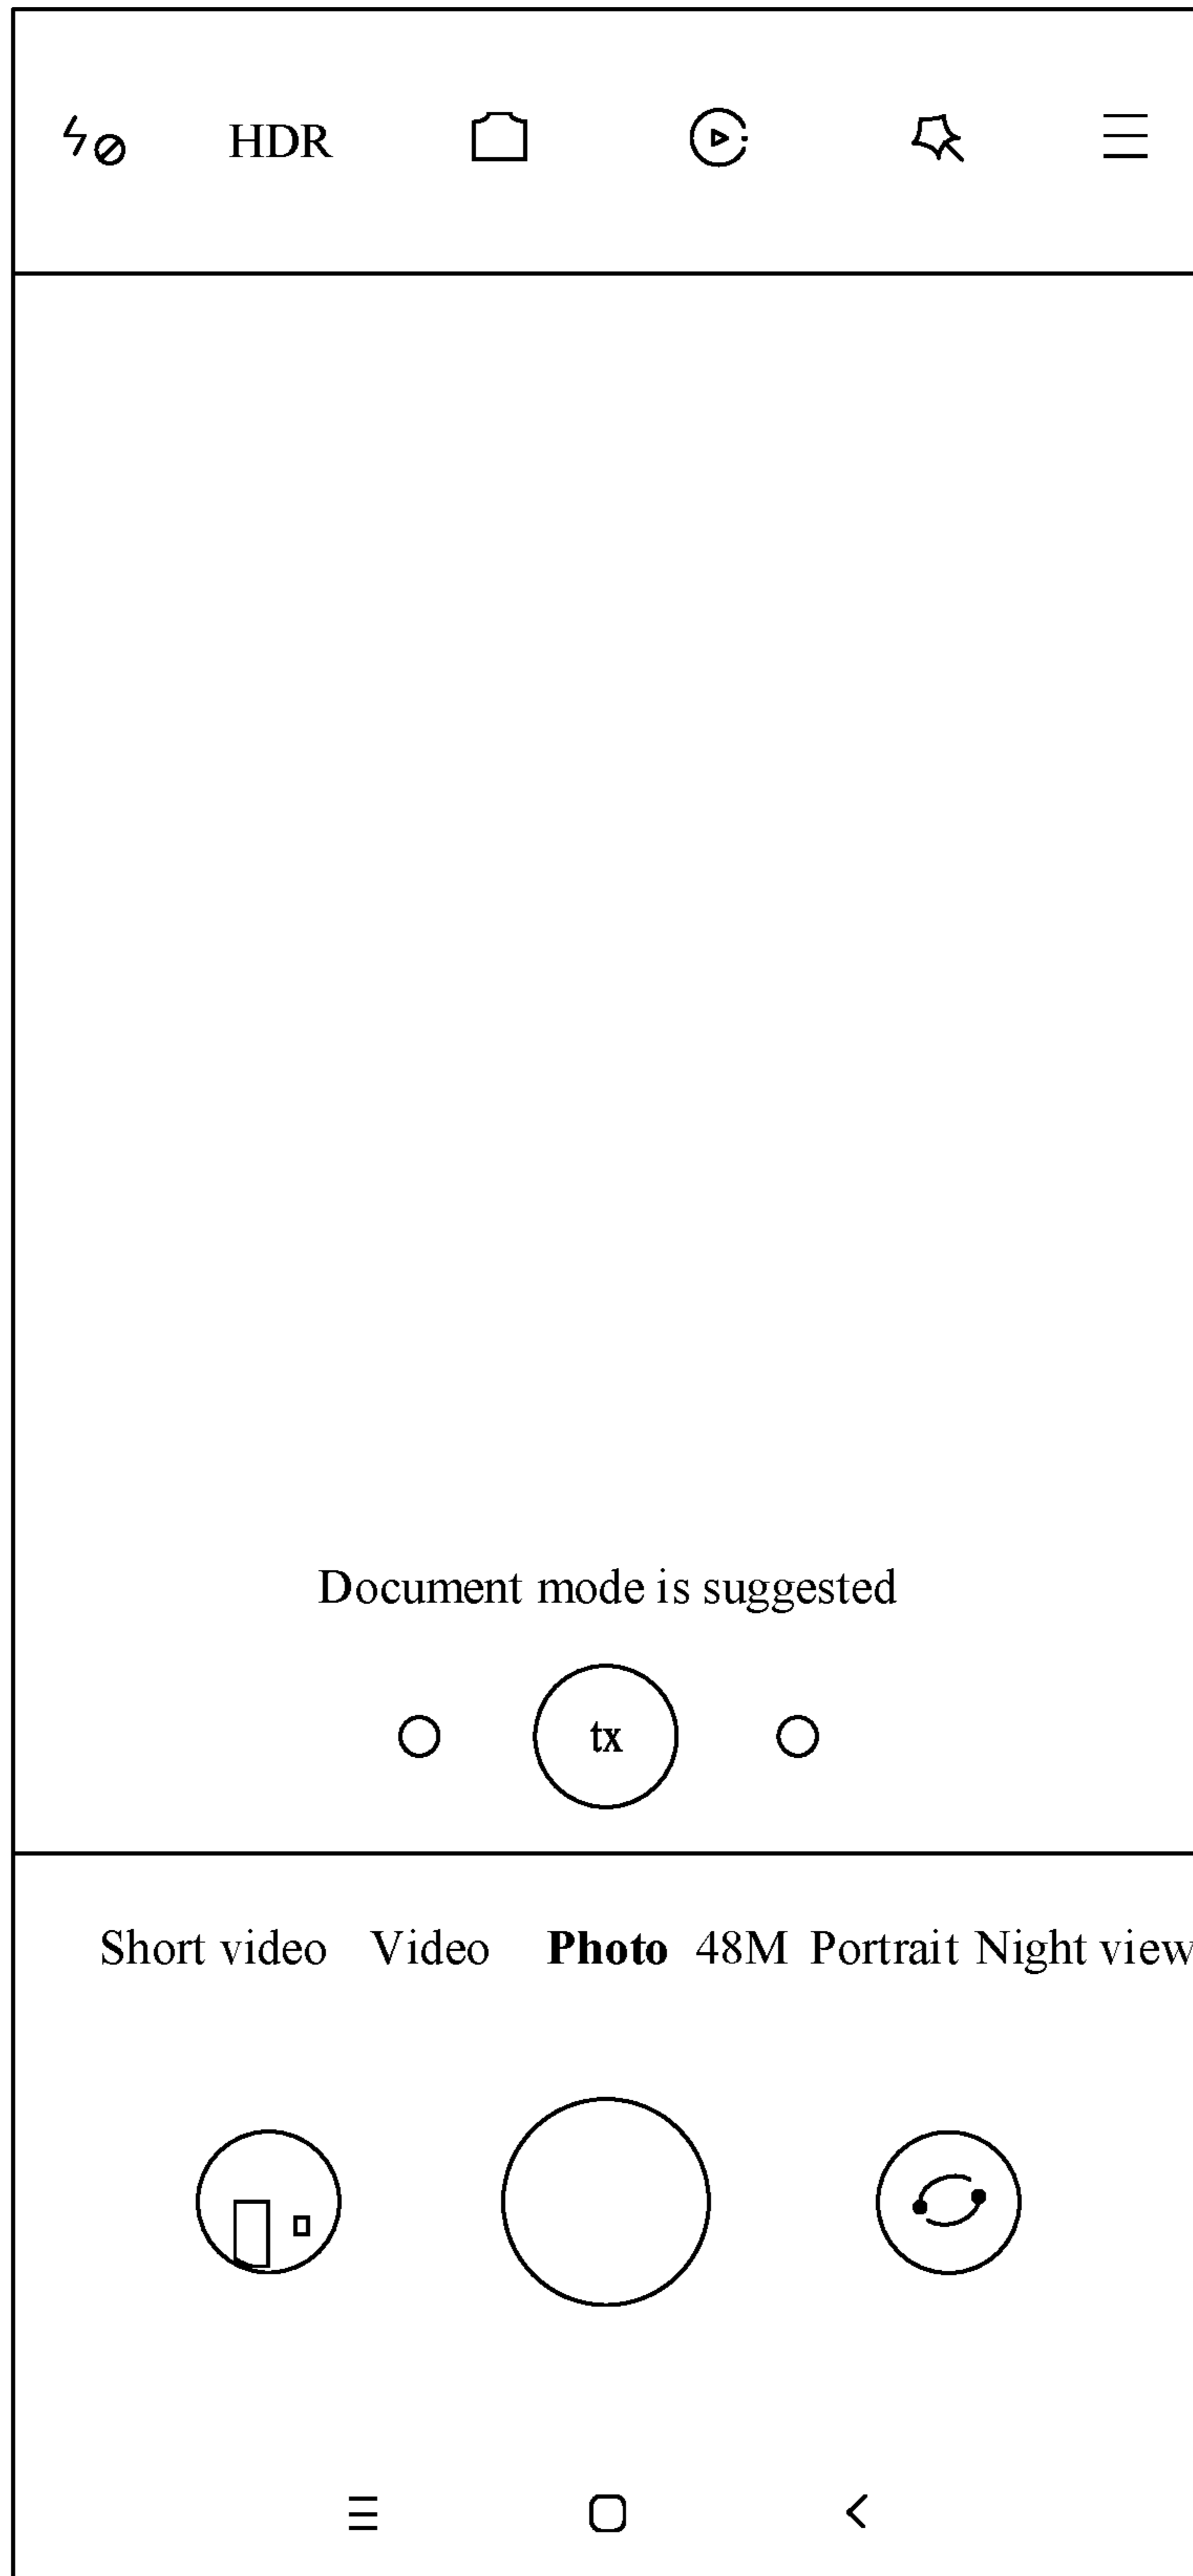 HDR
Document mode is suggested
tx
Short video Video Photo 48M Portrait Night view